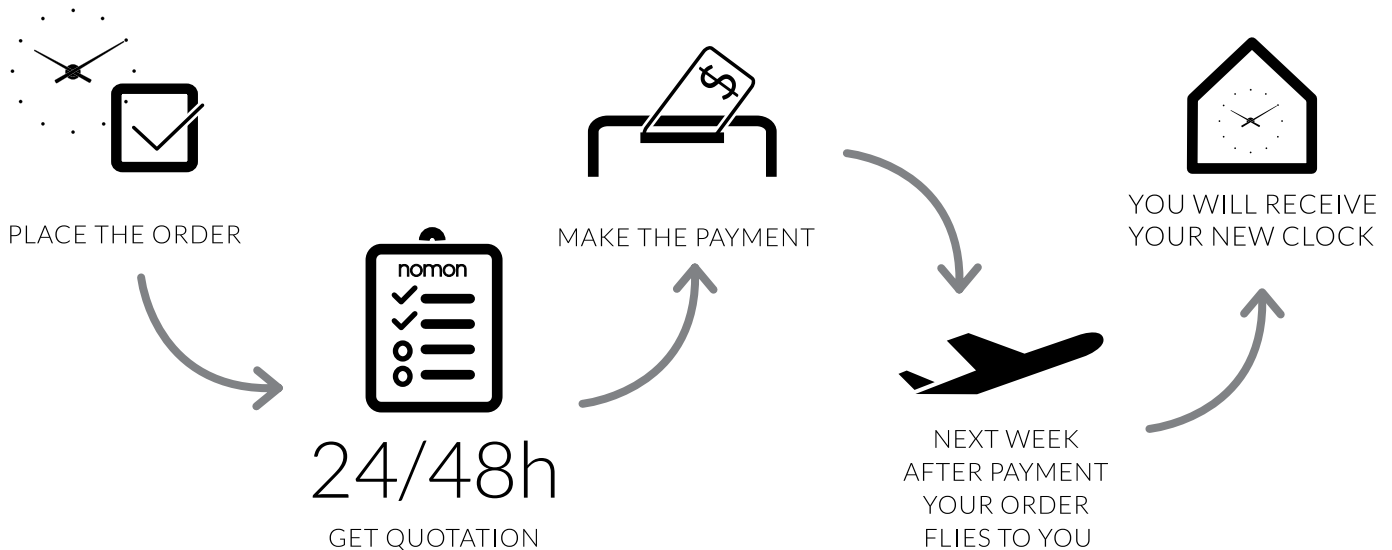 PLACE THE ORDER
nomon
24/48h
GET QUOTATION
MAKE THE PAYMENT
$
NEXT WEEK
AFTER PAYMENT
YOUR ORDER
FLIES TO YOU
YOU WILL RECEIVE
YOUR NEW CLOCK